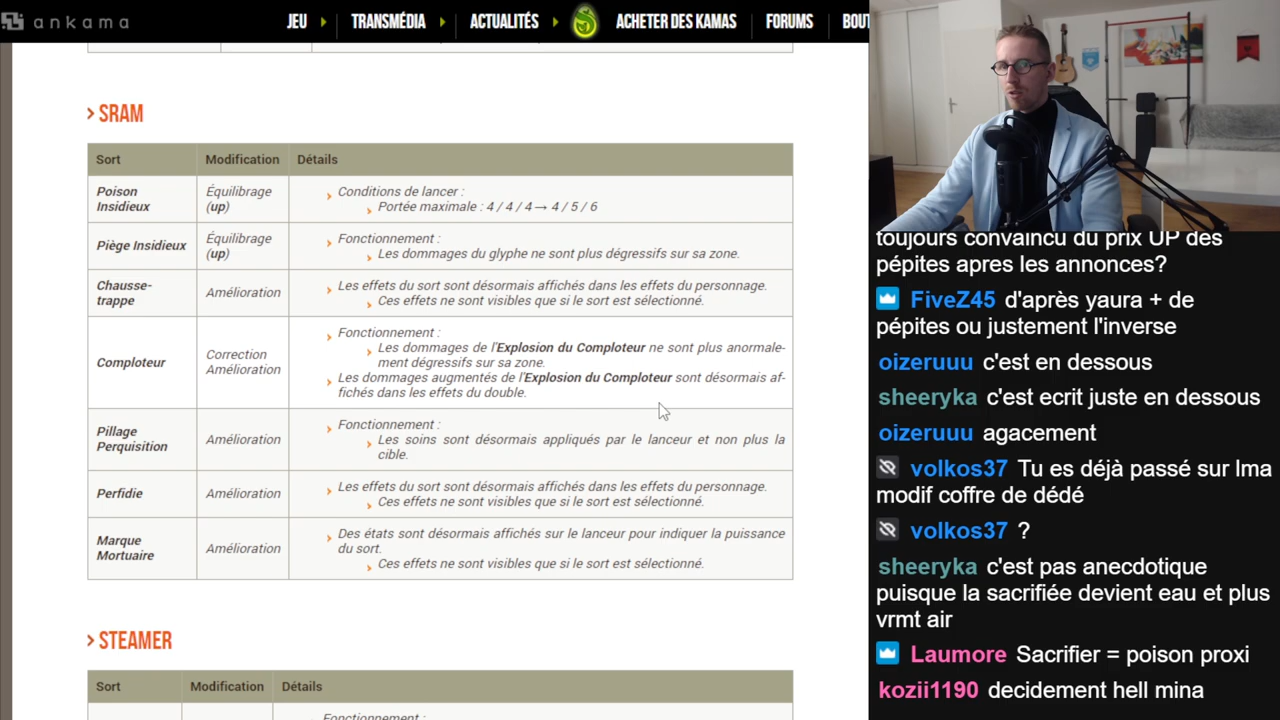 ankama
JEU
TRANSMÉDIA
ACTUALITÉS
ACHETER DES KAMAS
FORUMS
BOUT
SRAM
Sort
Modification
Détails
Poison
Insidieux
Équilibrage
(up)
Conditions de lancer :
Portée maximale : 4 / 4 / 4 → 4 / 5 / 6
Piège Insidieux
Équilibrage
(up)
Fonctionnement :
Les dommages du glyphe ne sont plus dégressifs sur sa zone.
Chausse-
trappe
Amélioration
Les effets du sort sont désormais affichés dans les effets du personnage.
Ces effets ne sont visibles que si le sort est sélectionné.
Comploteur
Correction
Amélioration
Fonctionnement :
Les dommages de l'Explosion du Comploteur ne sont plus anormale-
ment dégressifs sur sa zone.
Les dommages augmentés de l'Explosion du Comploteur sont désormais af-
fichés dans les effets du double.
Pillage
Perquisition
Amélioration
Fonctionnement :
Les soins sont désormais appliqués par le lanceur et non plus la
cible.
Perfidie
Amélioration
Les effets du sort sont désormais affichés dans les effets du personnage.
Ces effets ne sont visibles que si le sort est sélectionné.
Marque
Mortuaire
Amélioration
Des états sont désormais affichés sur le lanceur pour indiquer la puissance
du sort.
Ces effets ne sont visibles que si le sort est sélectionné.
STEAMER
Sort
Modification
Détails
Fonctionnement :
toujours convaincu du prix UP des
pépites apres les annonces?
FiveZ45 d'après yaura + de
pépites ou justement l'inverse
oizeruuu c'est en dessous
sheeryka c'est ecrit juste en dessous
oizeruuu agacement
volkos37 Tu es déjà passé sur lma
modif coffre de dédé
volkos37 ?
sheeryka c'est pas anecdotique
puisque la sacrifiée devient eau et plus
vrmt air
Laumore Sacrifier = poison proxi
kozii1190 decidement hell mina